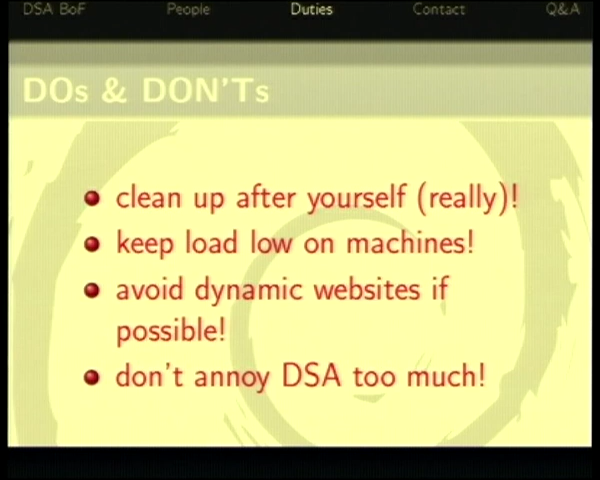 DSA BoF People Duties Contact Q&A
DOs & DON'Ts
clean up after yourself (really)!
keep load low on machines!
avoid dynamic websites if
possible!
don't annoy DSA too much!